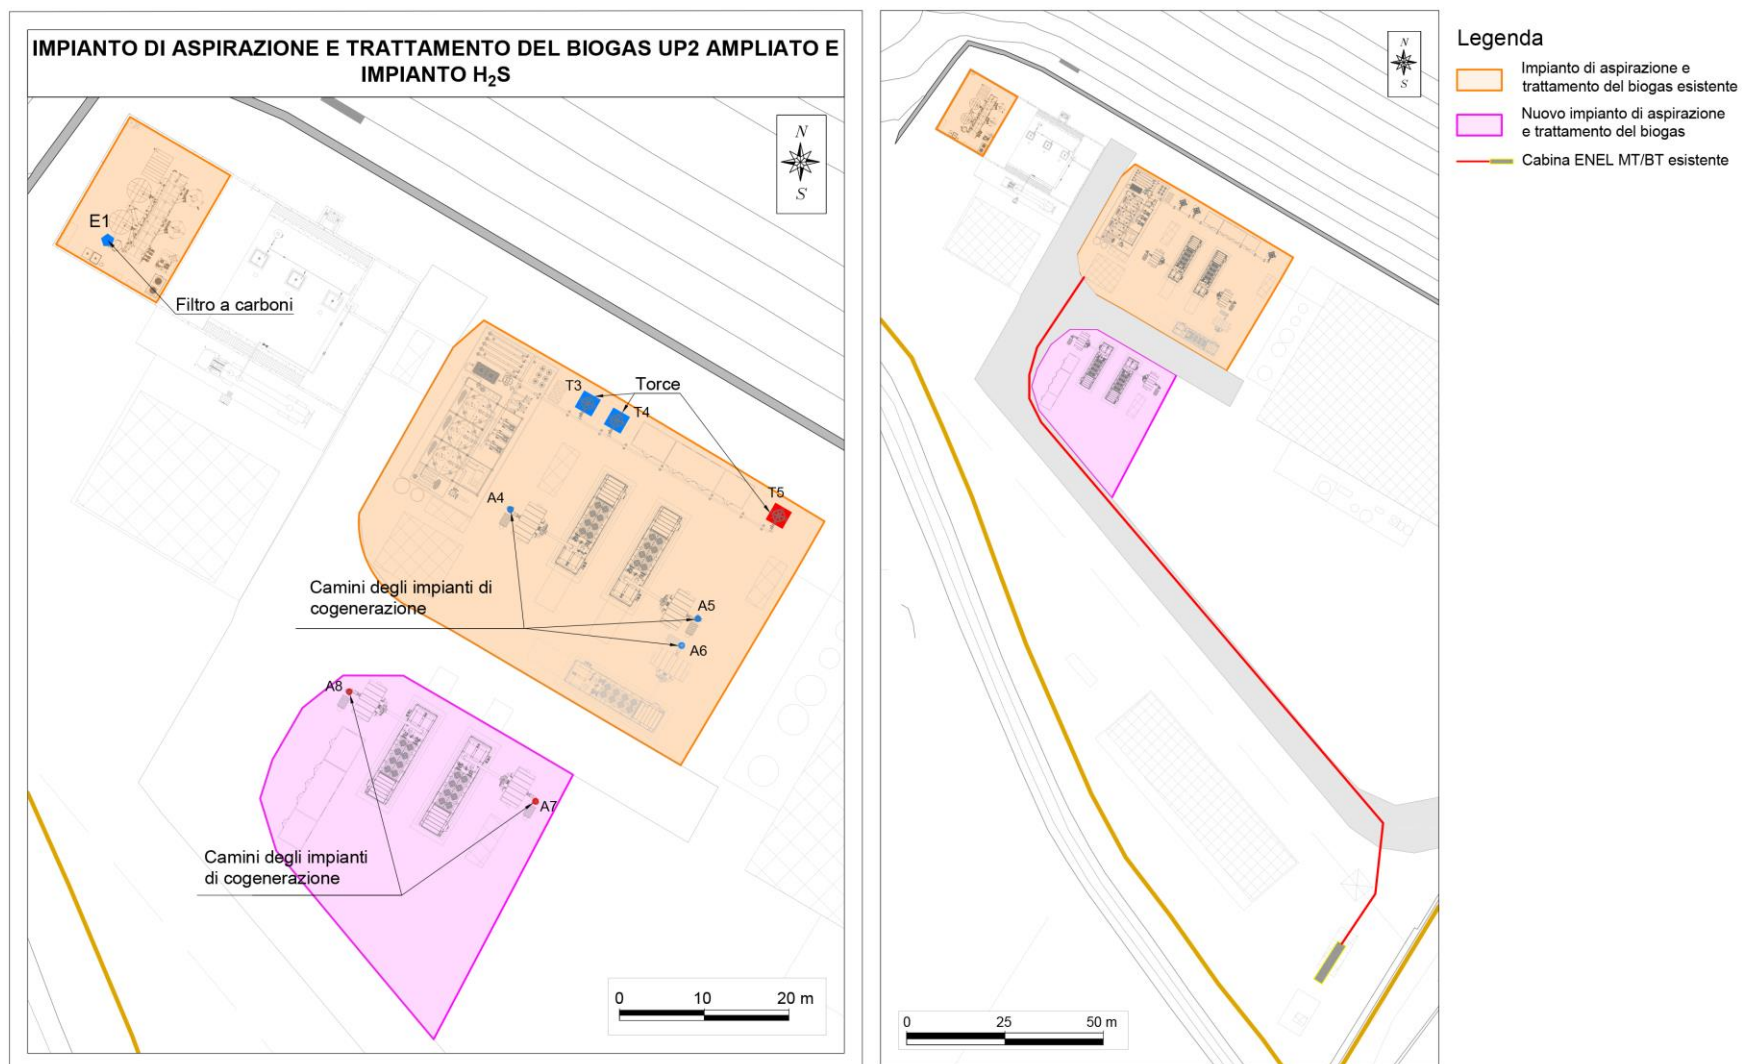 IMPIANTO DI ASPIRAZIONE E TRATTAMENTO DEL BIOGAS UP2 AMPLIATO E
IMPIANTO H₂S
N
S
E1
Filtro a carboni
T3
Torce
T4
T5
A4
Camini degli impianti di
cogenerazione
A5
A6
A8
A7
Camini degli impianti
di cogenerazione
0 10 20 m
N
S
0 25 50 m
Legenda
Impianto di aspirazione e
trattamento del biogas esistente
Nuovo impianto di aspirazione
e trattamento del biogas
Cabina ENEL MT/BT esistente